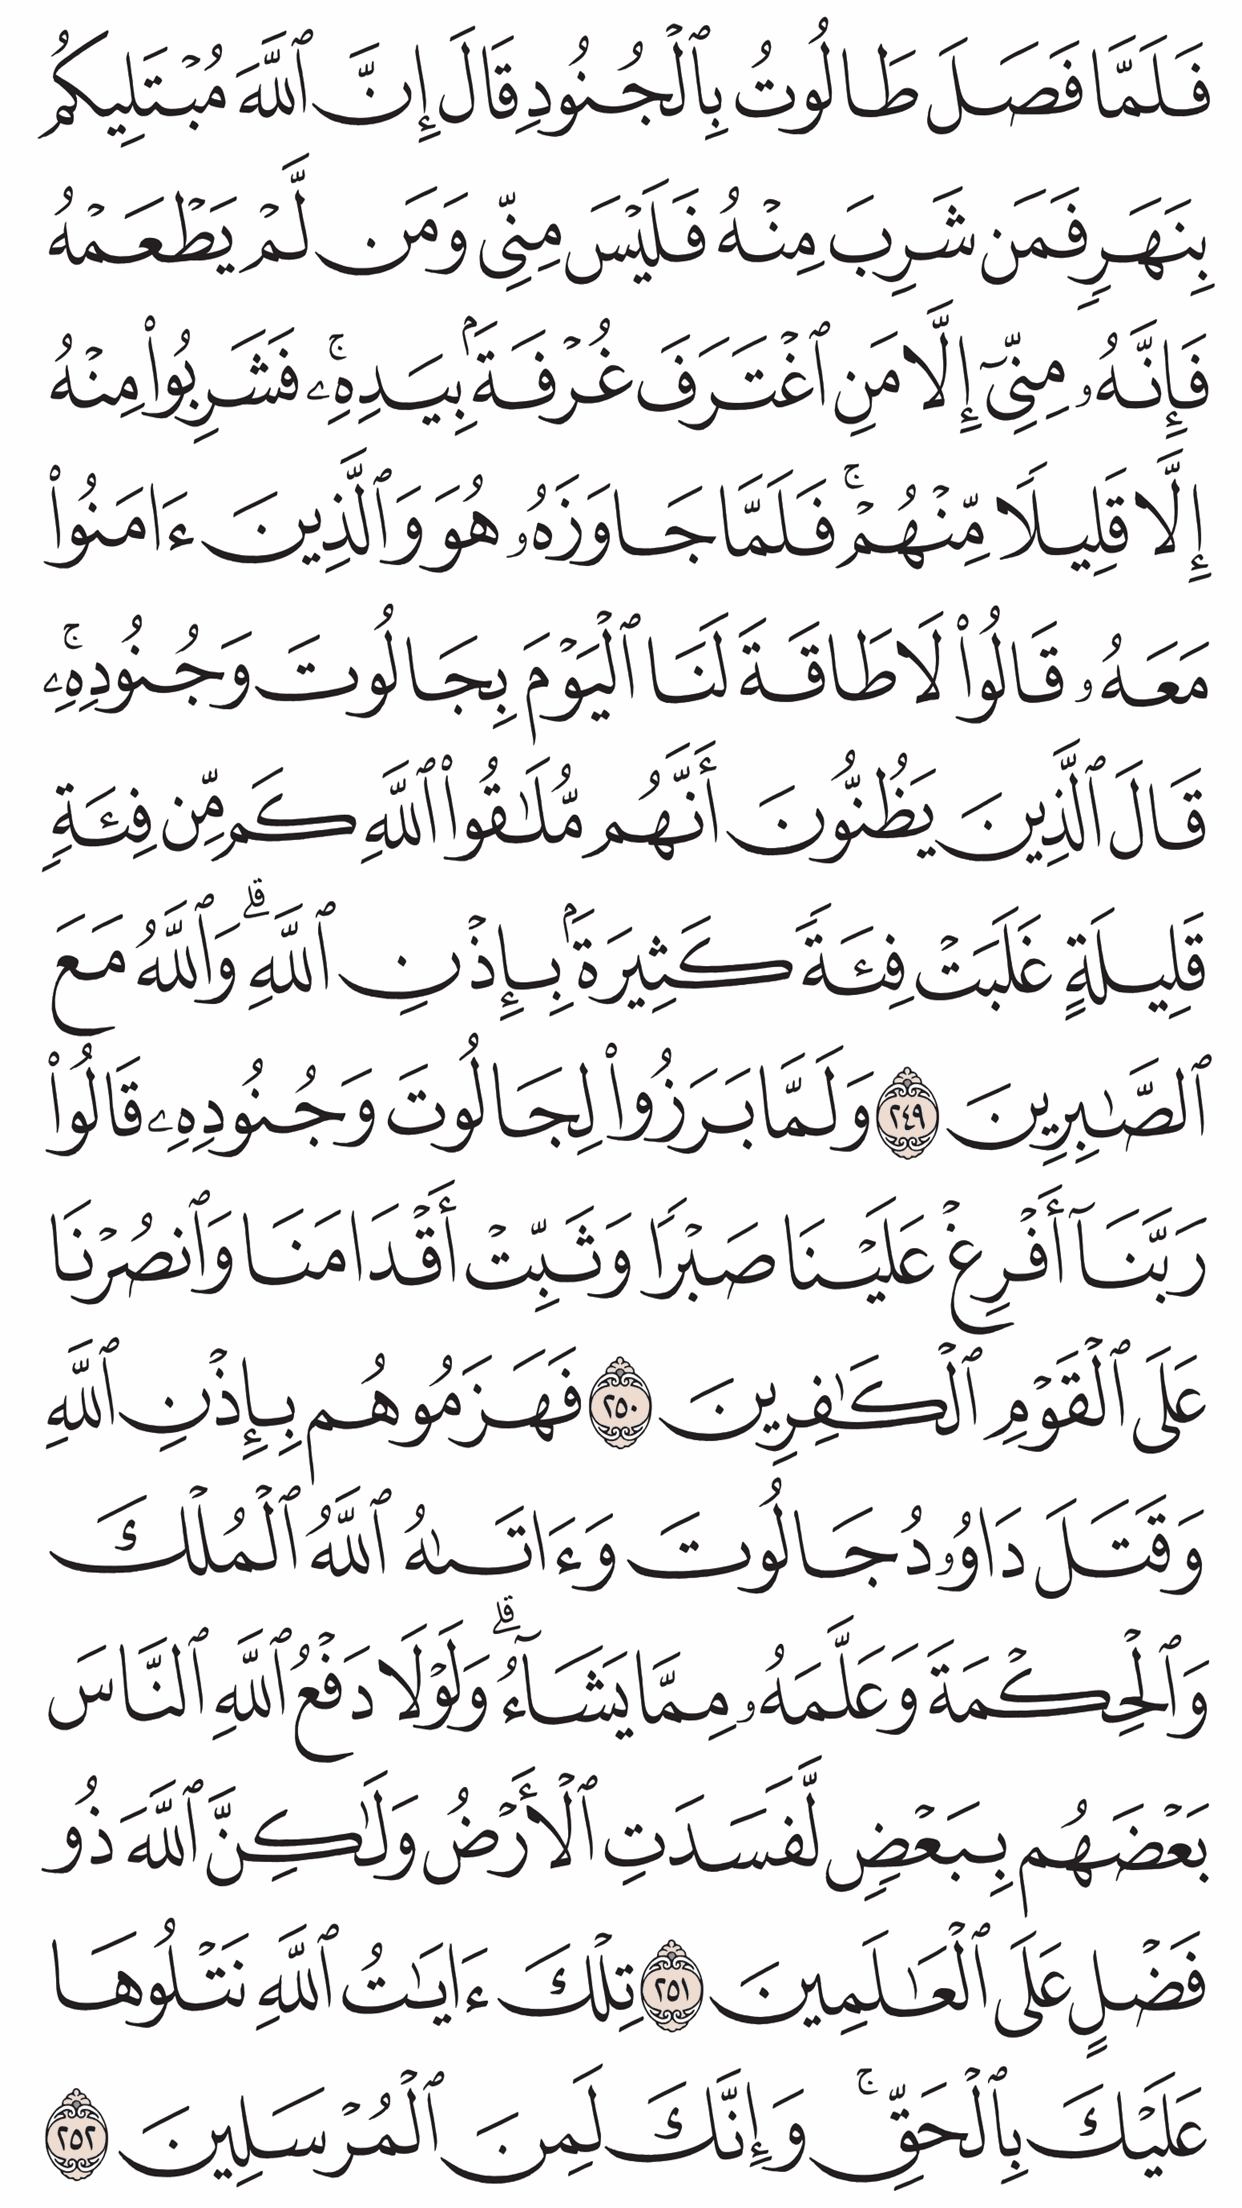 فَلَمَّا فَصَلَ طَالُوتُ بِٱلْجُنُودِ قَالَ إِنَّ ٱللَّهَ مُبْتَلِيكُم
بِنَهَرٍ فَمَن شَرِبَ مِنْهُ فَلَيْسَ مِنِّى وَمَن لَّمْ يَطْعَمْهُ
فَإِنَّهُۥ مِنِّىٓ إِلَّا مَنِ ٱغْتَرَفَ غُرْفَةَۢ بِيَدِهِۦۚ فَشَرِبُوا۟ مِنْهُ
إِلَّا قَلِيلًا مِّنْهُمْۚ فَلَمَّا جَاوَزَهُۥ هُوَ وَٱلَّذِينَ ءَامَنُوا۟
مَعَهُۥ قَالُوا۟ لَا طَاقَةَ لَنَا ٱلْيَوْمَ بِجَالُوتَ وَجُنُودِهِۦۚ
قَالَ ٱلَّذِينَ يَظُنُّونَ أَنَّهُم مُّلَٰقُوا۟ ٱللَّهِ كَم مِّن فِئَةٍ
قَلِيلَةٍ غَلَبَتْ فِئَةً كَثِيرَةَۢ بِإِذْنِ ٱللَّهِۗ وَٱللَّهُ مَعَ
ٱلصَّٰبِرِينَ ٢٤٩ وَلَمَّا بَرَزُوا۟ لِجَالُوتَ وَجُنُودِهِۦ قَالُوا۟
رَبَّنَآ أَفْرِغْ عَلَيْنَا صَبْرًا وَثَبِّتْ أَقْدَامَنَا وَٱنصُرْنَا
عَلَى ٱلْقَوْمِ ٱلْكَٰفِرِينَ ٢٥٠ فَهَزَمُوهُم بِإِذْنِ ٱللَّهِ
وَقَتَلَ دَاوُۥدُ جَالُوتَ وَءَاتَىٰهُ ٱللَّهُ ٱلْمُلْكَ
وَٱلْحِكْمَةَ وَعَلَّمَهُۥ مِمَّا يَشَآءُۗ وَلَوْلَا دَفْعُ ٱللَّهِ ٱلنَّاسَ
بَعْضَهُم بِبَعْضٍ لَّفَسَدَتِ ٱلْأَرْضُ وَلَٰكِنَّ ٱللَّهَ ذُو
فَضْلٍ عَلَى ٱلْعَٰلَمِينَ ٢٥١ تِلْكَ ءَايَٰتُ ٱللَّهِ نَتْلُوهَا
عَلَيْكَ بِٱلْحَقِّۚ وَإِنَّكَ لَمِنَ ٱلْمُرْسَلِينَ ٢٥٢